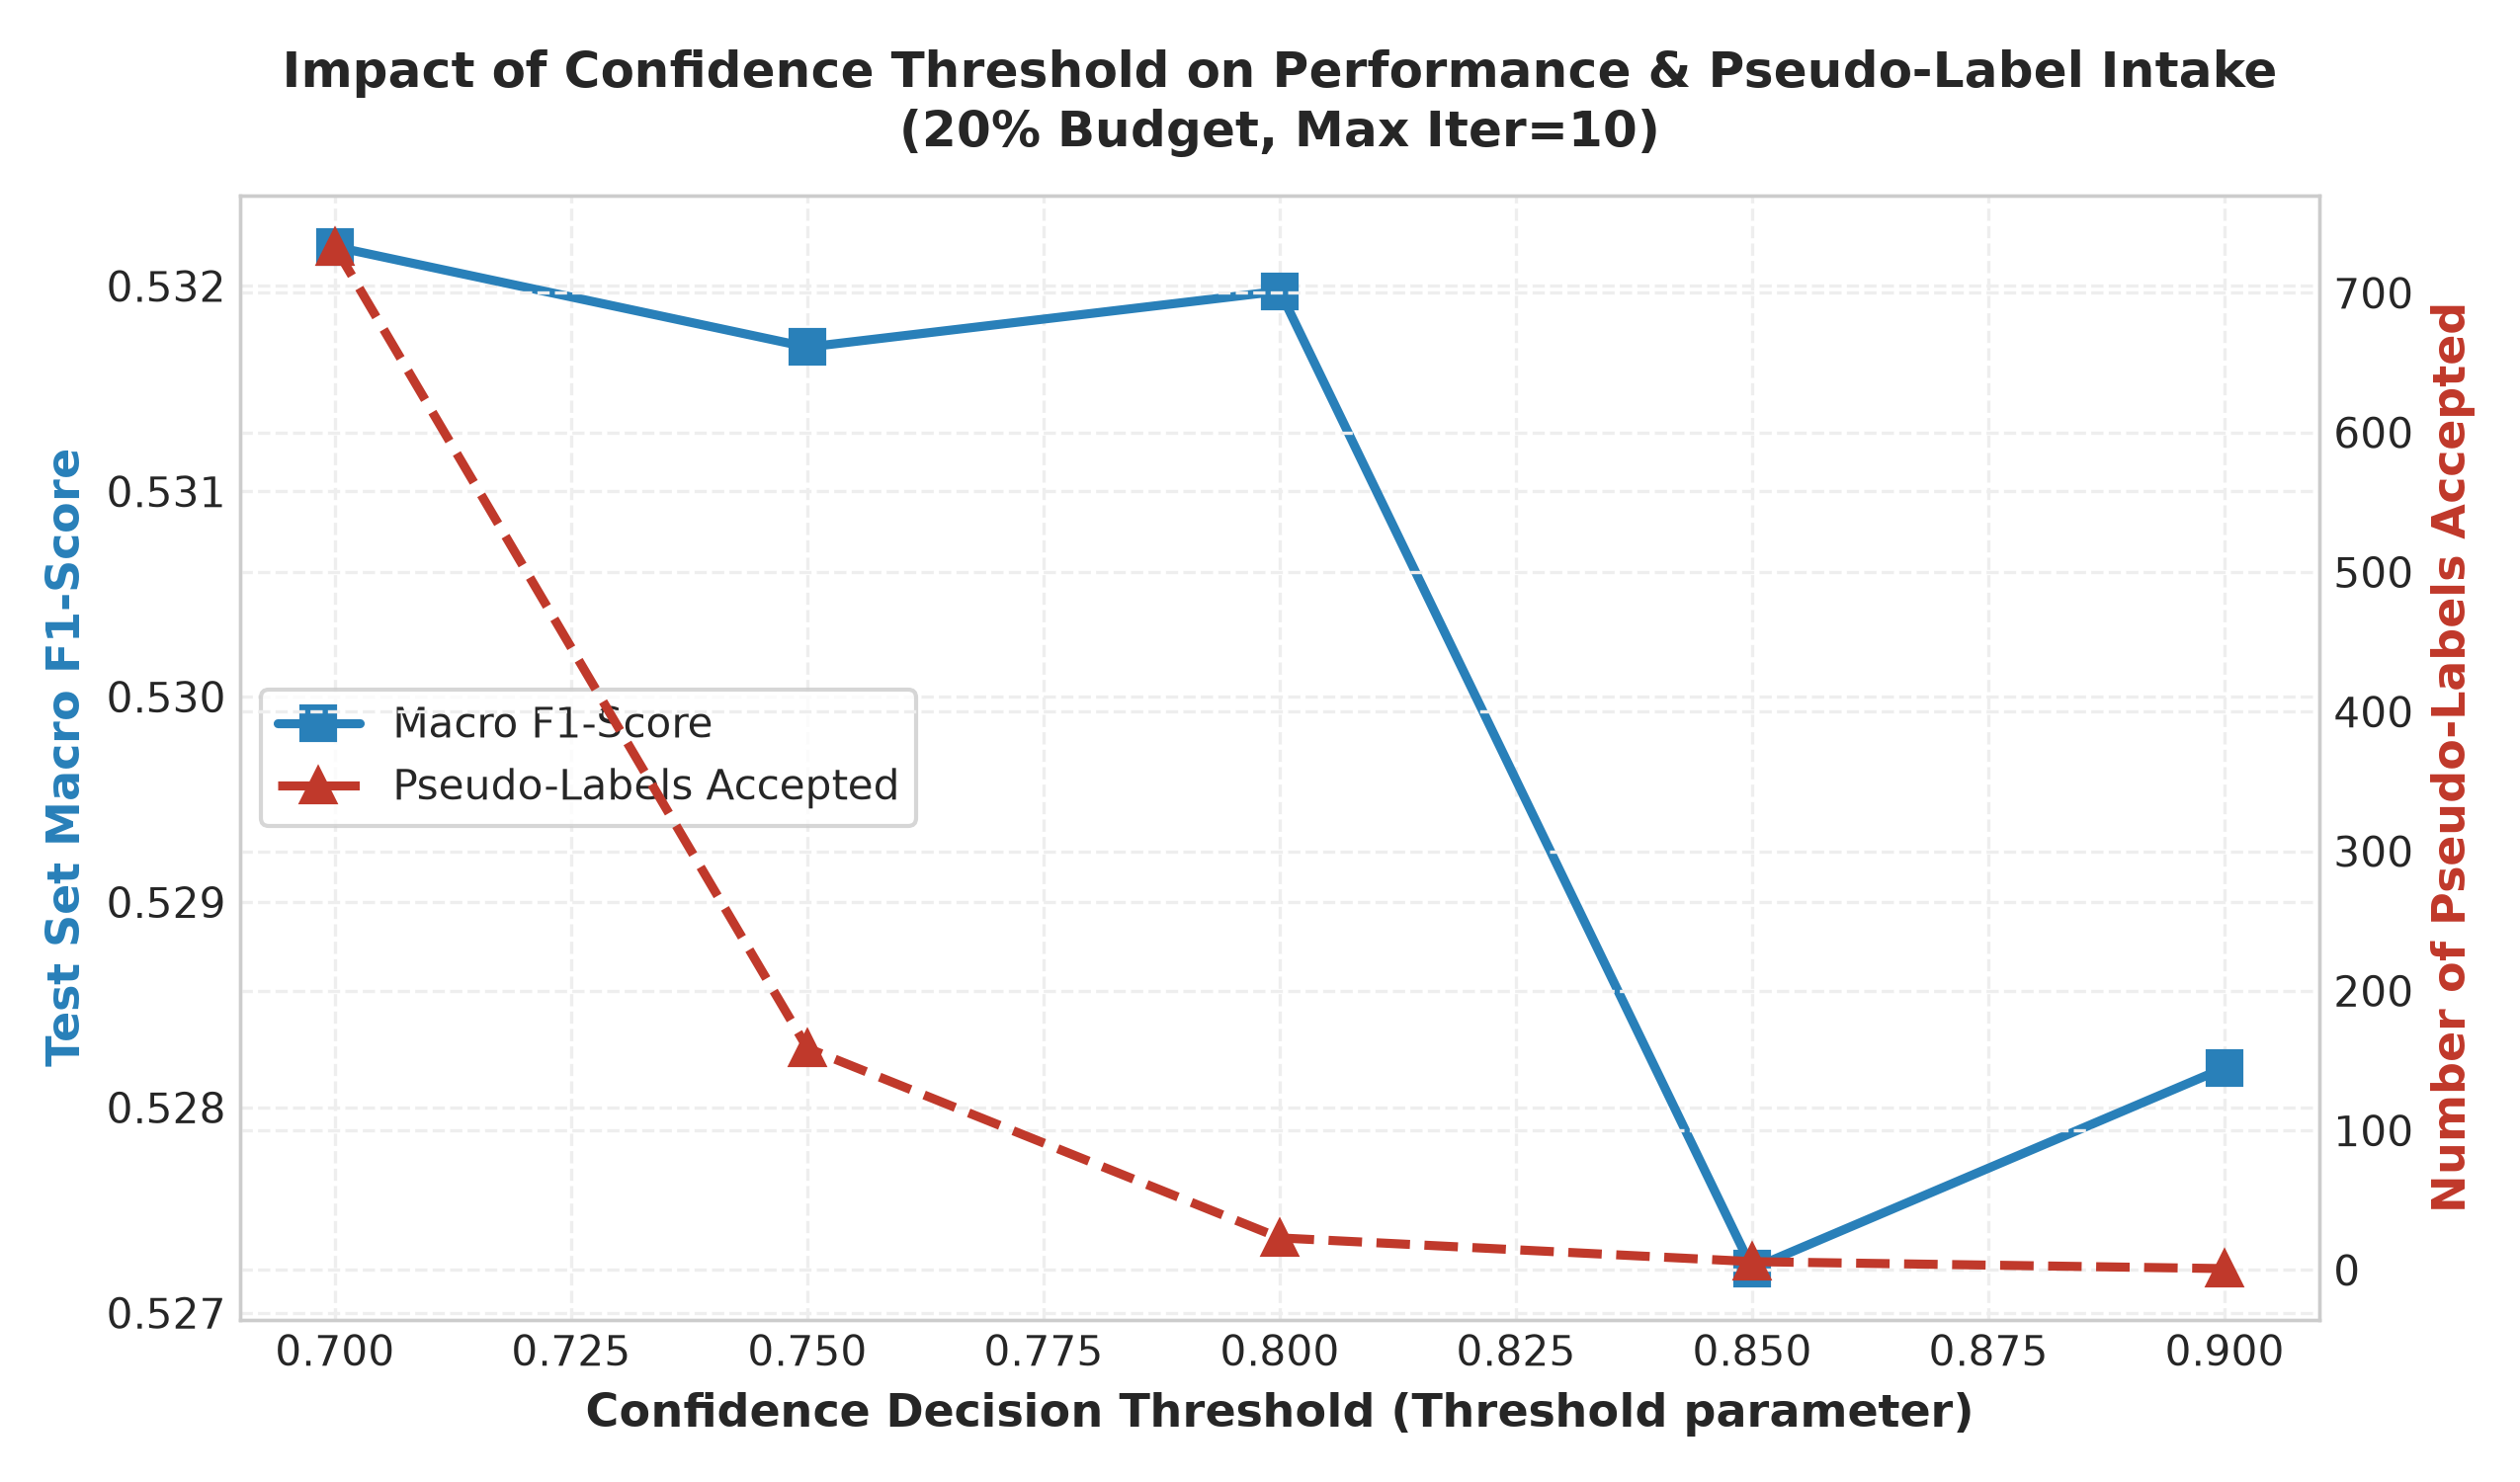 Impact of Confidence Threshold on Performance & Pseudo-Label Intake
(20% Budget, Max Iter=10)
Test Set Macro F1-Score
0.532
0.531
0.530
0.529
0.528
0.527
Macro F1-Score
Pseudo-Labels Accepted
700
600
500
400
300
200
100
0
Number of Pseudo-Labels Accepted
0.700 0.725 0.750 0.775 0.800 0.825 0.850 0.875 0.900
Confidence Decision Threshold (Threshold parameter)